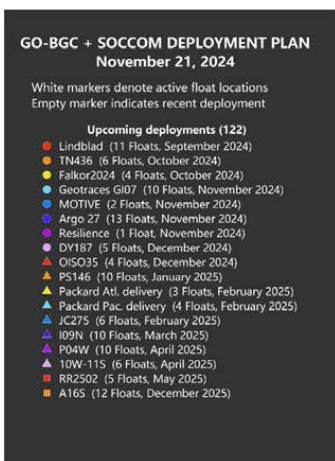 GO-BGC + SOCCOM DEPLOYMENT PLAN
November 21, 2024
White markers denote active float locations
Empty marker indicates recent deployment
Upcoming deployments (122)
Lindblad (11 Floats, September 2024)
TN436 (6 Floats, October 2024)
Falkor2024 (4 Floats, October 2024)
Geotraces GI07 (10 Floats, November 2024)
MOTIVE (2 Floats, November 2024)
Argo 27 (13 Floats, November 2024)
Resilience (1 Float, November 2024)
DY187 (5 Floats, December 2024)
OISO35 (4 Floats, December 2024)
PS146 (10 Floats, January 2025)
Packard Atl. delivery (3 Floats, February 2025)
Packard Pac. delivery (4 Floats, February 2025)
JC275 (6 Floats, February 2025)
I09N (10 Floats, March 2025)
P04W (10 Floats, April 2025)
10W-11S (6 Floats, April 2025)
RR2502 (5 Floats, May 2025)
A16S (12 Floats, December 2025)